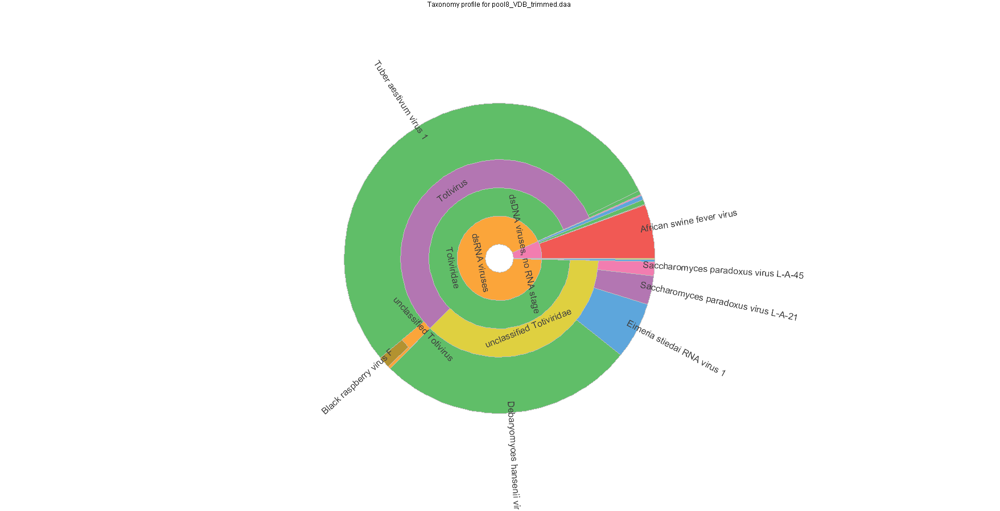 Taxonomy profile for pool8_VDB_trimmed.daa
Tuber aestivum virus 1
Totivirus
dsDNA viruses, no RNA stage
African swine fever virus
dsRNA viruses
Totiviridae
Saccharomyces paradoxus virus L-A-45
Saccharomyces paradoxus virus L-A-21
unclassified Totivirus
unclassified Totiviridae
Eimeria stiedai RNA virus 1
Black raspberry virus F
Debaryomyces hansenii vir